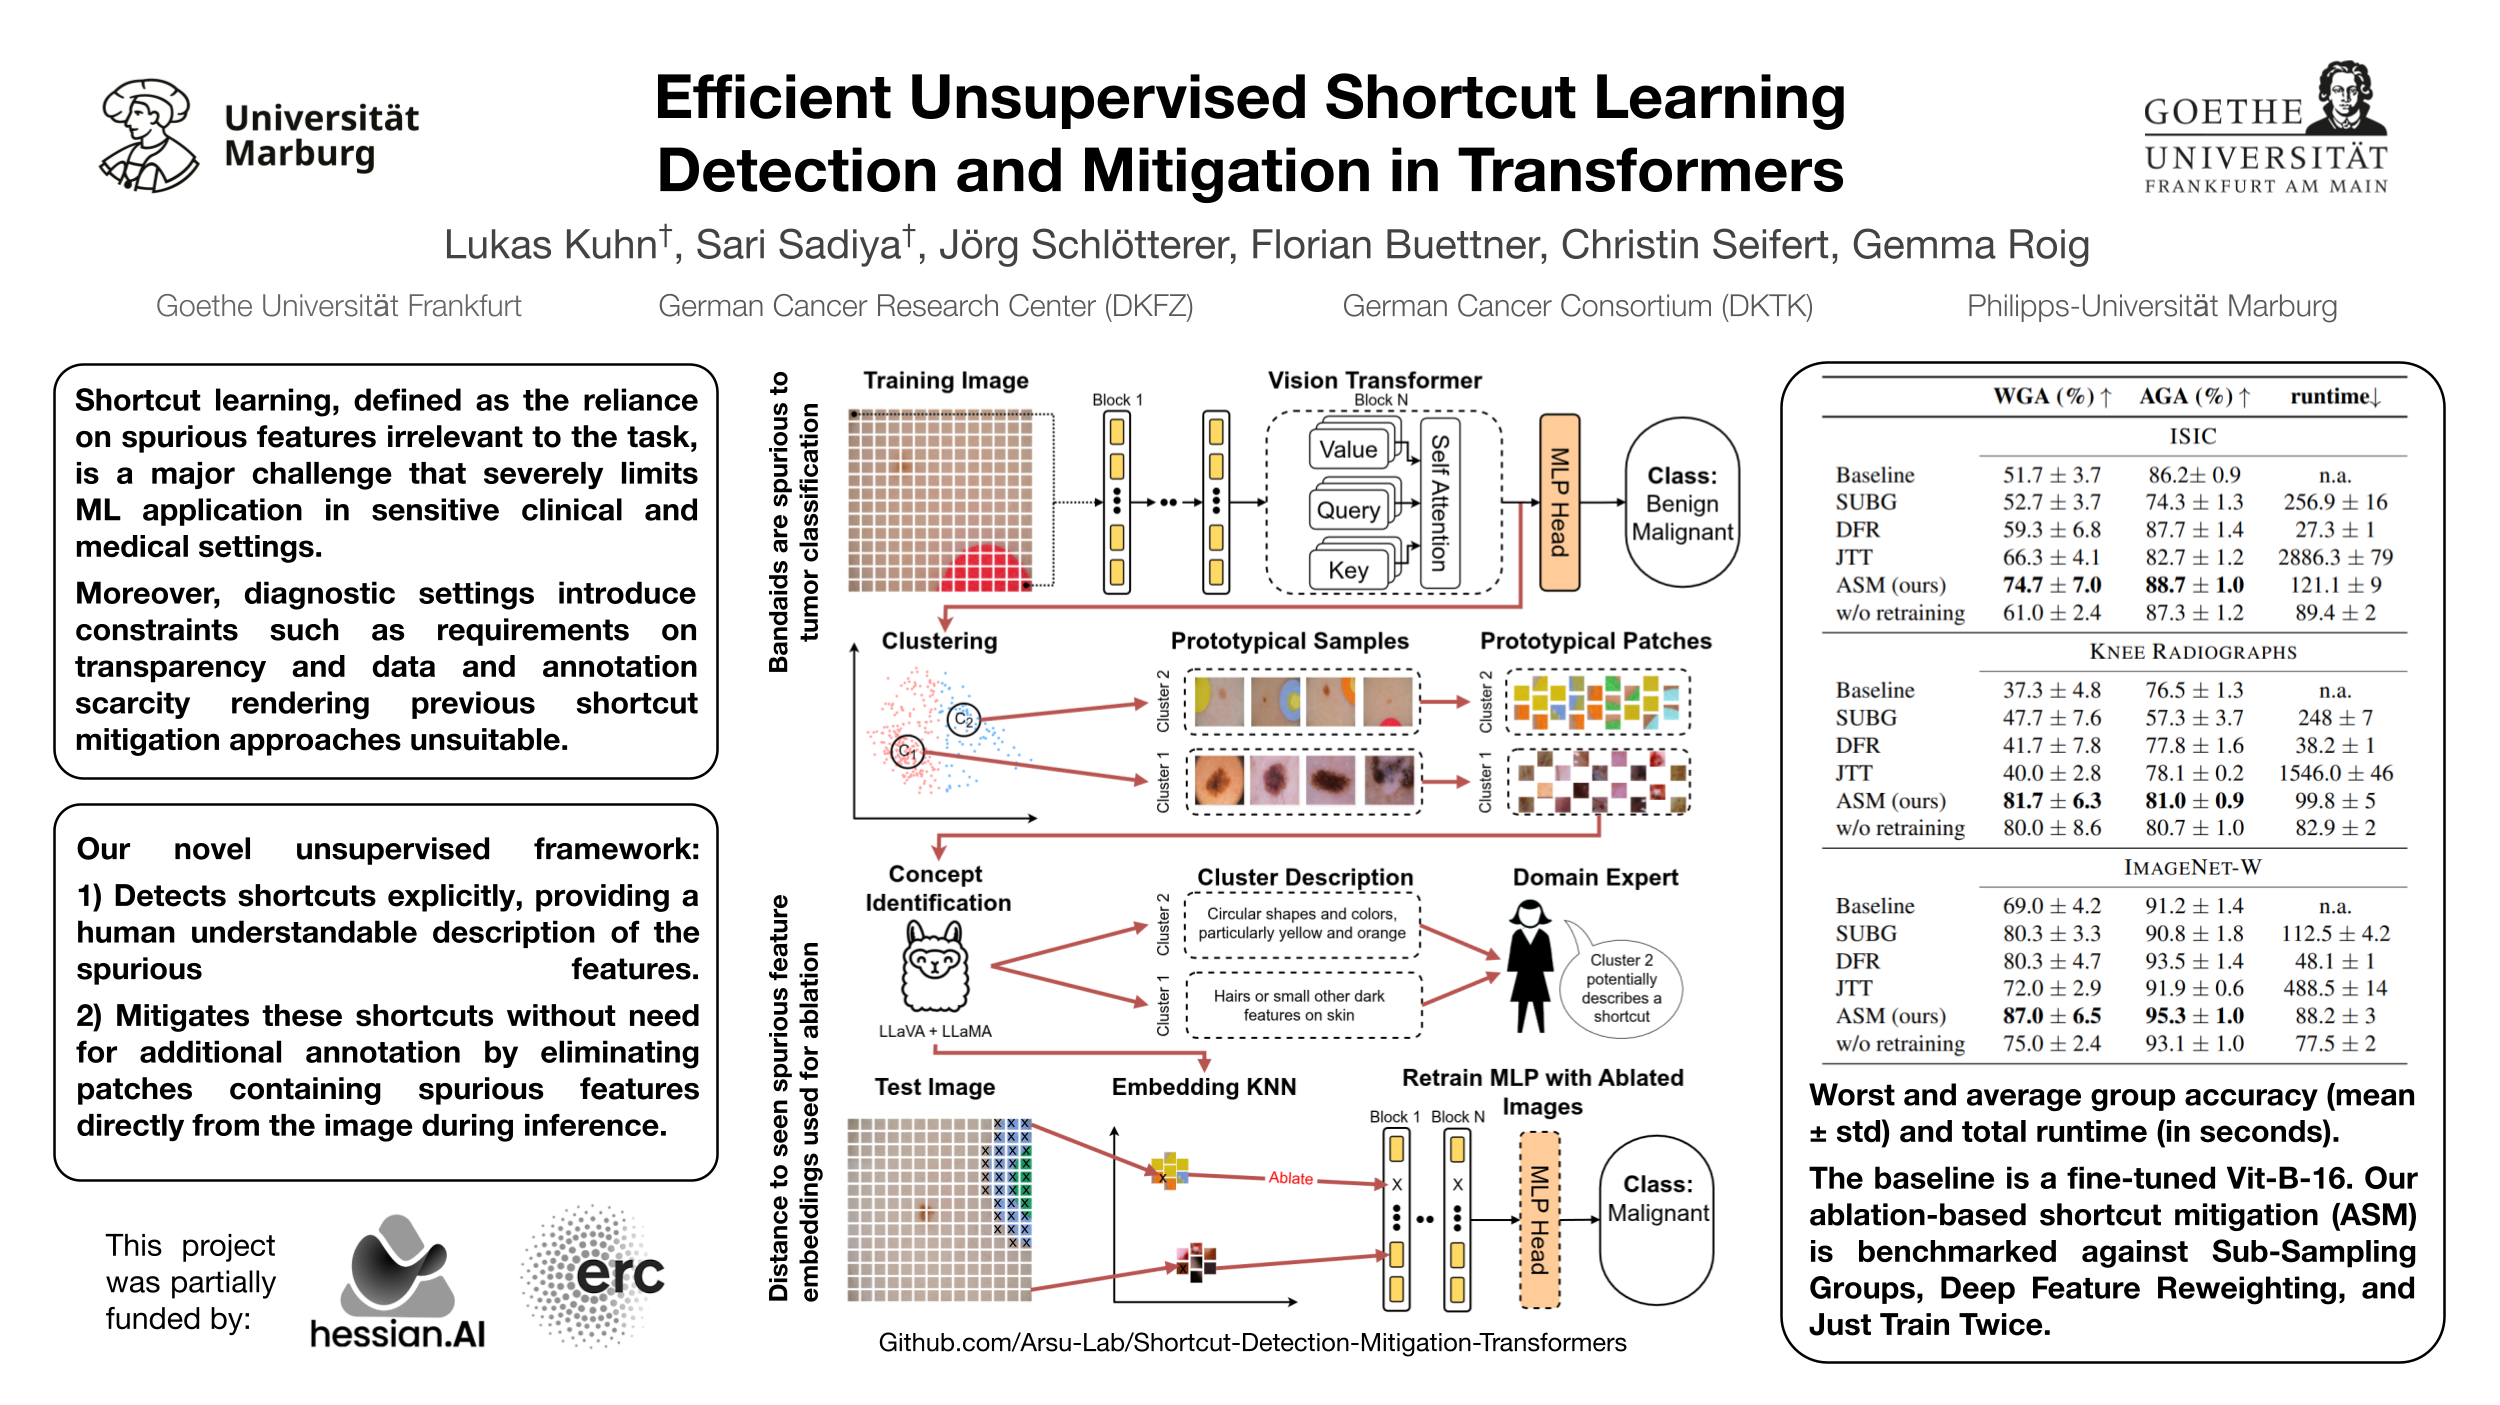 Universität
Marburg
Efficient Unsupervised Shortcut Learning
Detection and Mitigation in Transformers
GOETHE
UNIVERSITÄT
FRANKFURT AM MAIN
Lukas Kuhn†, Sari Sadiya†, Jörg Schlötterer, Florian Buettner, Christin Seifert, Gemma Roig
Goethe Universität Frankfurt German Cancer Research Center (DKFZ) German Cancer Consortium (DKTK) Philipps-Universität Marburg
Shortcut learning, defined as the reliance
on spurious features irrelevant to the task,
is a major challenge that severely limits
ML application in sensitive clinical and
medical settings.
Moreover, diagnostic settings introduce
constraints such as requirements on
transparency and data and annotation
scarcity rendering previous shortcut
mitigation approaches unsuitable.
Our novel unsupervised framework:
1) Detects shortcuts explicitly, providing a
human understandable description of the
spurious features.
2) Mitigates these shortcuts without need
for additional annotation by eliminating
patches containing spurious features
directly from the image during inference.
This project
was partially
funded by:
hessian.AI
erc
Bandaids are spurious to
tumor classification
Training Image
Block 1
Vision Transformer
Block N
Value
Query
Key
Self Attention
MLP Head
Class:
Benign
Malignant
Clustering
C2
C1
Prototypical Samples
Cluster 2
Cluster 1
Prototypical Patches
Cluster 2
Cluster 1
Distance to seen spurious feature
embeddings used for ablation
Concept
Identification
LLaVA + LLaMA
Cluster Description
Cluster 2
Circular shapes and colors,
particularly yellow and orange
Cluster 1
Hairs or small other dark
features on skin
Domain Expert
Cluster 2
potentially
describes a
shortcut
Test Image
X X X
X X X
X X X X
X X X X
X X X X
X X X X
X X X
X X X
X X X
X X
Embedding KNN
X
X
Ablate
Retrain MLP with Ablated
Images
Block 1 Block N
X X
MLP Head
Class:
Malignant
Github.com/Arsu-Lab/Shortcut-Detection-Mitigation-Transformers
WGA (%) ↑ AGA (%) ↑ runtime↓
ISIC
Baseline 51.7 ± 3.7 86.2± 0.9 n.a.
SUBG 52.7 ± 3.7 74.3 ± 1.3 256.9 ± 16
DFR 59.3 ± 6.8 87.7 ± 1.4 27.3 ± 1
JTT 66.3 ± 4.1 82.7 ± 1.2 2886.3 ± 79
ASM (ours) 74.7 ± 7.0 88.7 ± 1.0 121.1 ± 9
w/o retraining 61.0 ± 2.4 87.3 ± 1.2 89.4 ± 2
KNEE RADIOGRAPHS
Baseline 37.3 ± 4.8 76.5 ± 1.3 n.a.
SUBG 47.7 ± 7.6 57.3 ± 3.7 248 ± 7
DFR 41.7 ± 7.8 77.8 ± 1.6 38.2 ± 1
JTT 40.0 ± 2.8 78.1 ± 0.2 1546.0 ± 46
ASM (ours) 81.7 ± 6.3 81.0 ± 0.9 99.8 ± 5
w/o retraining 80.0 ± 8.6 80.7 ± 1.0 82.9 ± 2
IMAGENET-W
Baseline 69.0 ± 4.2 91.2 ± 1.4 n.a.
SUBG 80.3 ± 3.3 90.8 ± 1.8 112.5 ± 4.2
DFR 80.3 ± 4.7 93.5 ± 1.4 48.1 ± 1
JTT 72.0 ± 2.9 91.9 ± 0.6 488.5 ± 14
ASM (ours) 87.0 ± 6.5 95.3 ± 1.0 88.2 ± 3
w/o retraining 75.0 ± 2.4 93.1 ± 1.0 77.5 ± 2
Worst and average group accuracy (mean
± std) and total runtime (in seconds).
The baseline is a fine-tuned Vit-B-16. Our
ablation-based shortcut mitigation (ASM)
is benchmarked against Sub-Sampling
Groups, Deep Feature Reweighting, and
Just Train Twice.